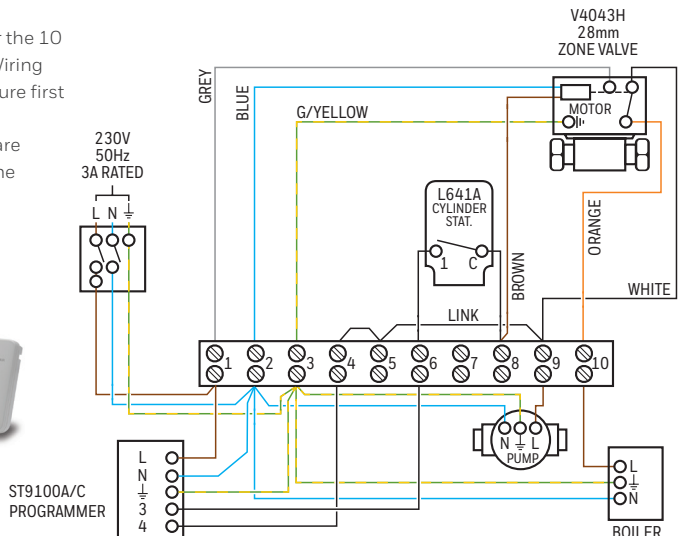 r the 10
Wiring
ure first
are
ne
V4043H
28mm
ZONE VALVE
GREY
BLUE
G/YELLOW
MOTOR
230V
50Hz
3A RATED
L N
L641A
CYLINDER
STAT.
1 C
BROWN
ORANGE
WHITE
LINK
1 2 3 4 5 6 7 8 9 10
N L
PUMP
L
N
3
4
ST9100A/C
PROGRAMMER
L
N
BOILER